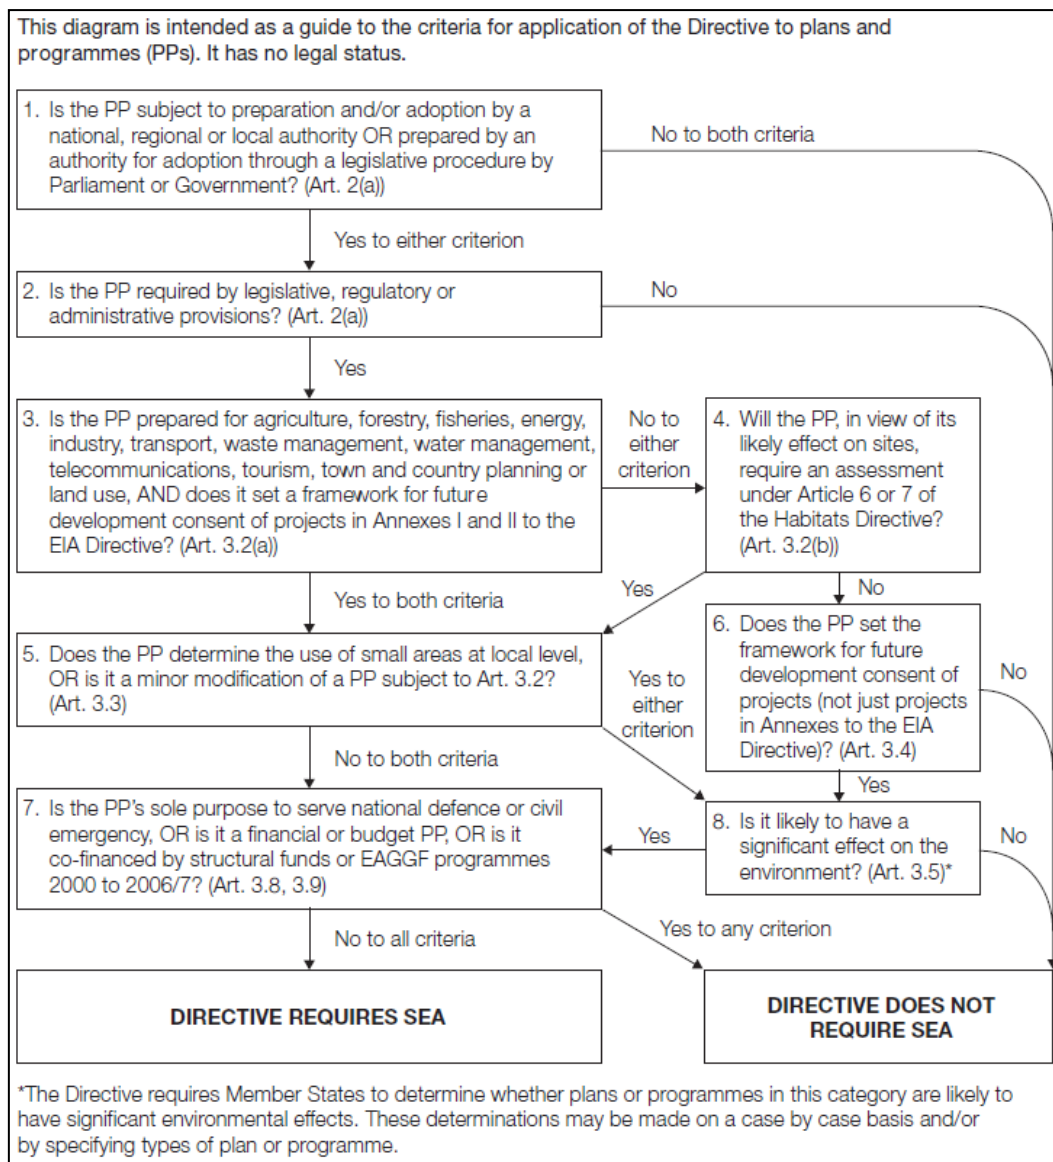 This diagram is intended as a guide to the criteria for application of the Directive to plans and
programmes (PPs). It has no legal status.
1. Is the PP subject to preparation and/or adoption by a
national, regional or local authority OR prepared by an
authority for adoption through a legislative procedure by
Parliament or Government? (Art. 2(a))
No to both criteria
Yes to either criterion
2. Is the PP required by legislative, regulatory or
administrative provisions? (Art. 2(a))
No
Yes
3. Is the PP prepared for agriculture, forestry, fisheries, energy,
industry, transport, waste management, water management,
telecommunications, tourism, town and country planning or
land use, AND does it set a framework for future
development consent of projects in Annexes I and II to the
EIA Directive? (Art. 3.2(a))
No to
either
criterion
4. Will the PP, in view of its
likely effect on sites,
require an assessment
under Article 6 or 7 of
the Habitats Directive?
(Art. 3.2(b))
Yes to both criteria
Yes
No
5. Does the PP determine the use of small areas at local level,
OR is it a minor modification of a PP subject to Art. 3.2?
(Art. 3.3)
Yes to
either
criterion
6. Does the PP set the
framework for future
development consent of
projects (not just projects
in Annexes to the EIA
Directive)? (Art. 3.4)
No
No to both criteria
Yes
7. Is the PP's sole purpose to serve national defence or civil
emergency, OR is it a financial or budget PP, OR is it
co-financed by structural funds or EAGGF programmes
2000 to 2006/7? (Art. 3.8, 3.9)
Yes
8. Is it likely to have a
significant effect on the
environment? (Art. 3.5)*
No
No to all criteria
Yes to any criterion
DIRECTIVE REQUIRES SEA
DIRECTIVE DOES NOT
REQUIRE SEA
*The Directive requires Member States to determine whether plans or programmes in this category are likely to
have significant environmental effects. These determinations may be made on a case by case basis and/or
by specifying types of plan or programme.